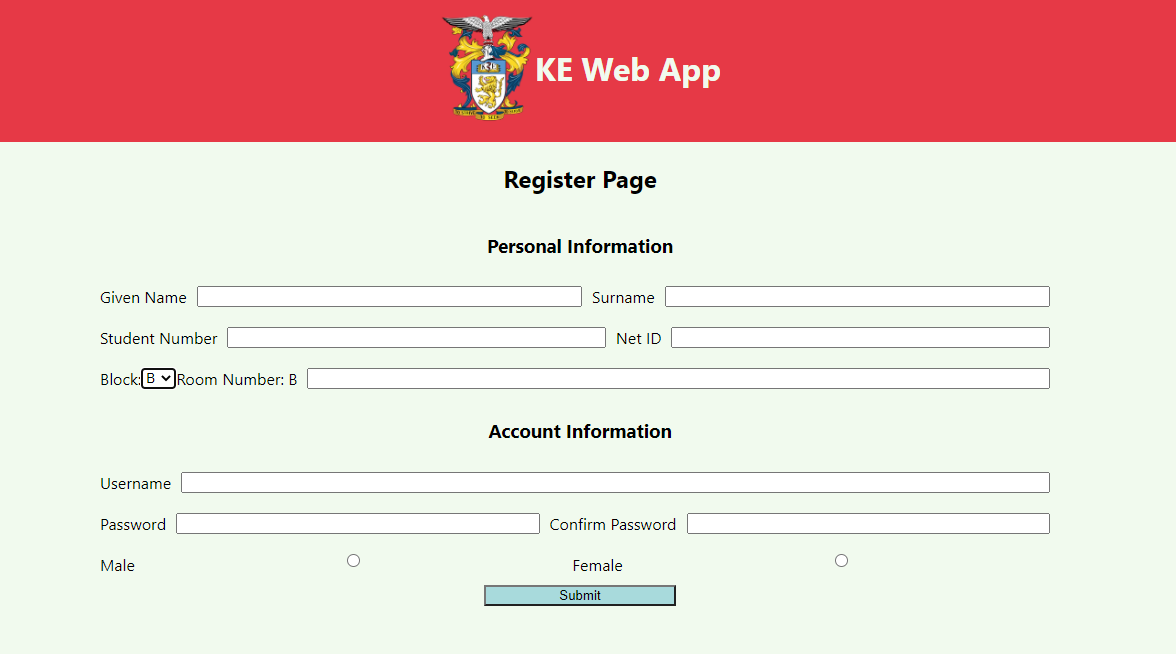 KE Web App
Register Page
Personal Information
Given Name Surname
Student Number Net ID
Block: B Room Number: B
Account Information
Username
Password Confirm Password
Male Female
Submit